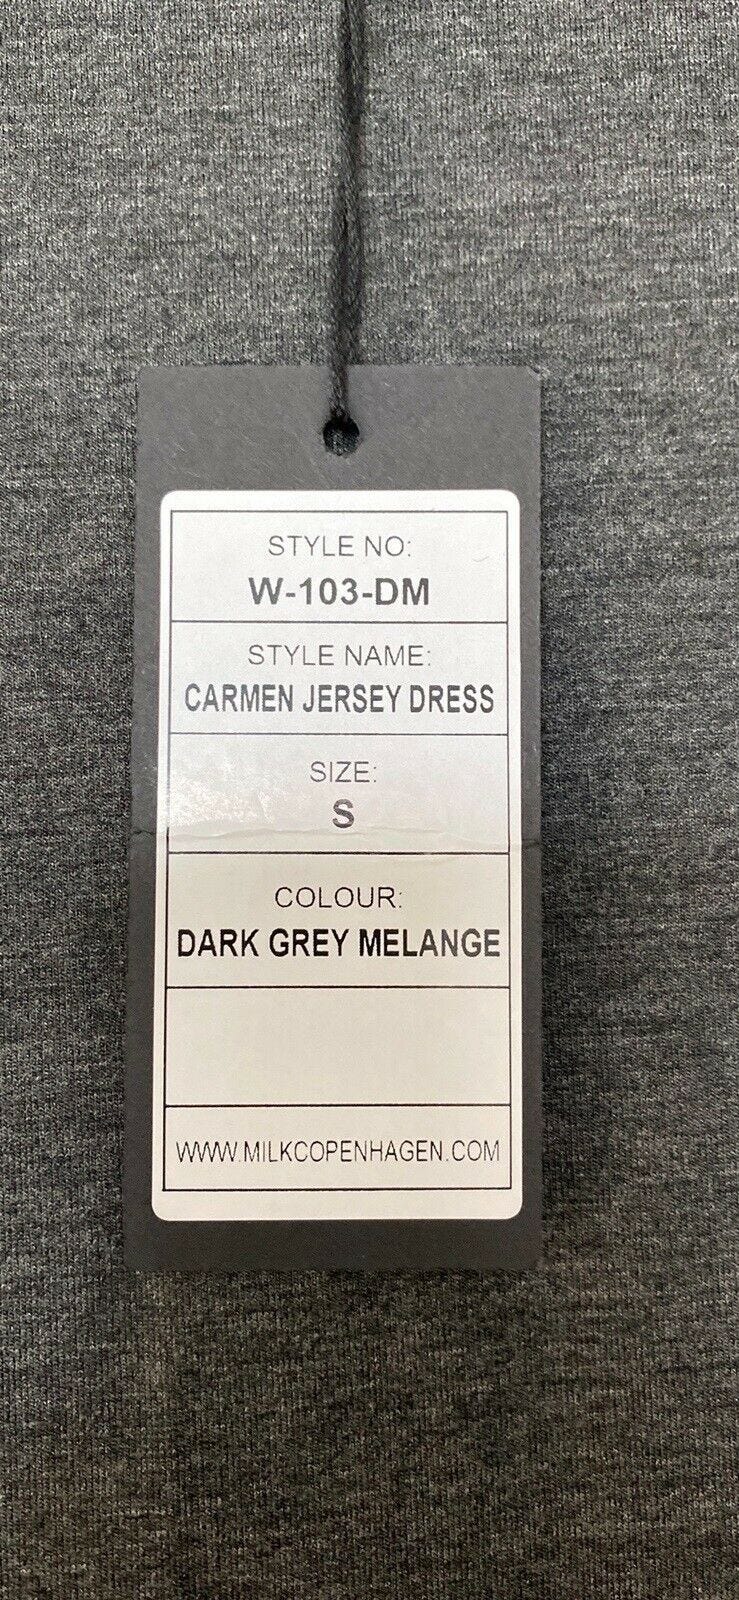 STYLE NO:
W-103-DM
STYLE NAME:
CARMEN JERSEY DRESS
SIZE:
S
COLOUR:
DARK GREY MELANGE
WWW.MILKCOPENHAGEN.COM